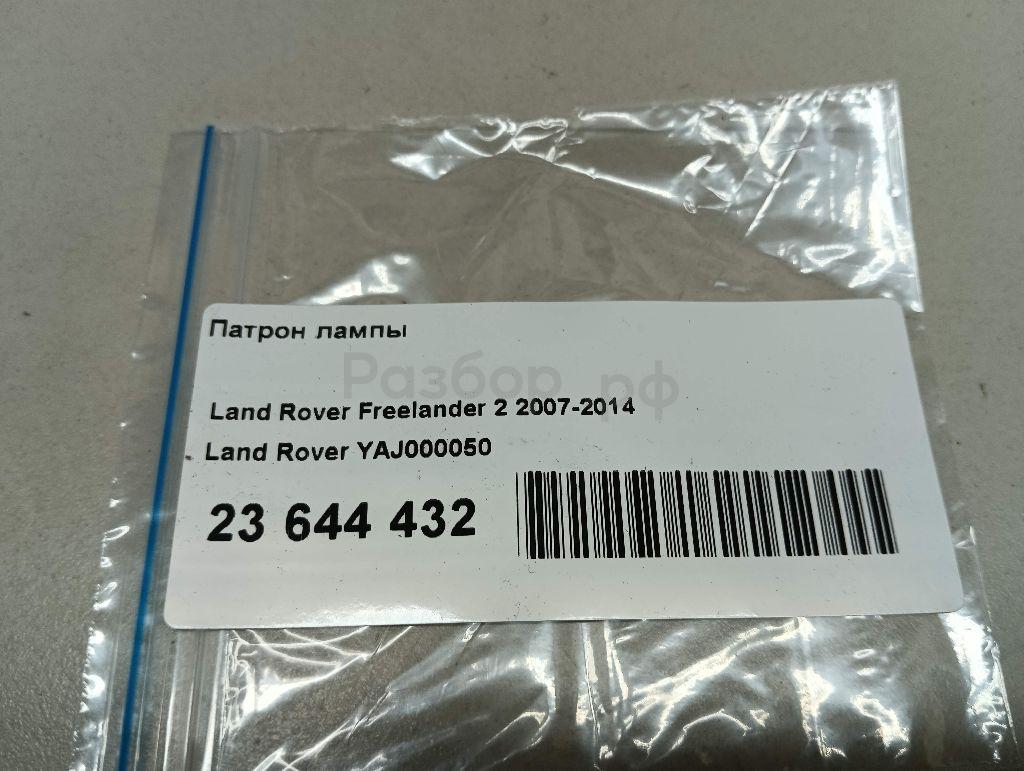 Патрон лампы
Разбор.рф
Land Rover Freelander 2 2007-2014
Land Rover YAJ000050
23 644 432